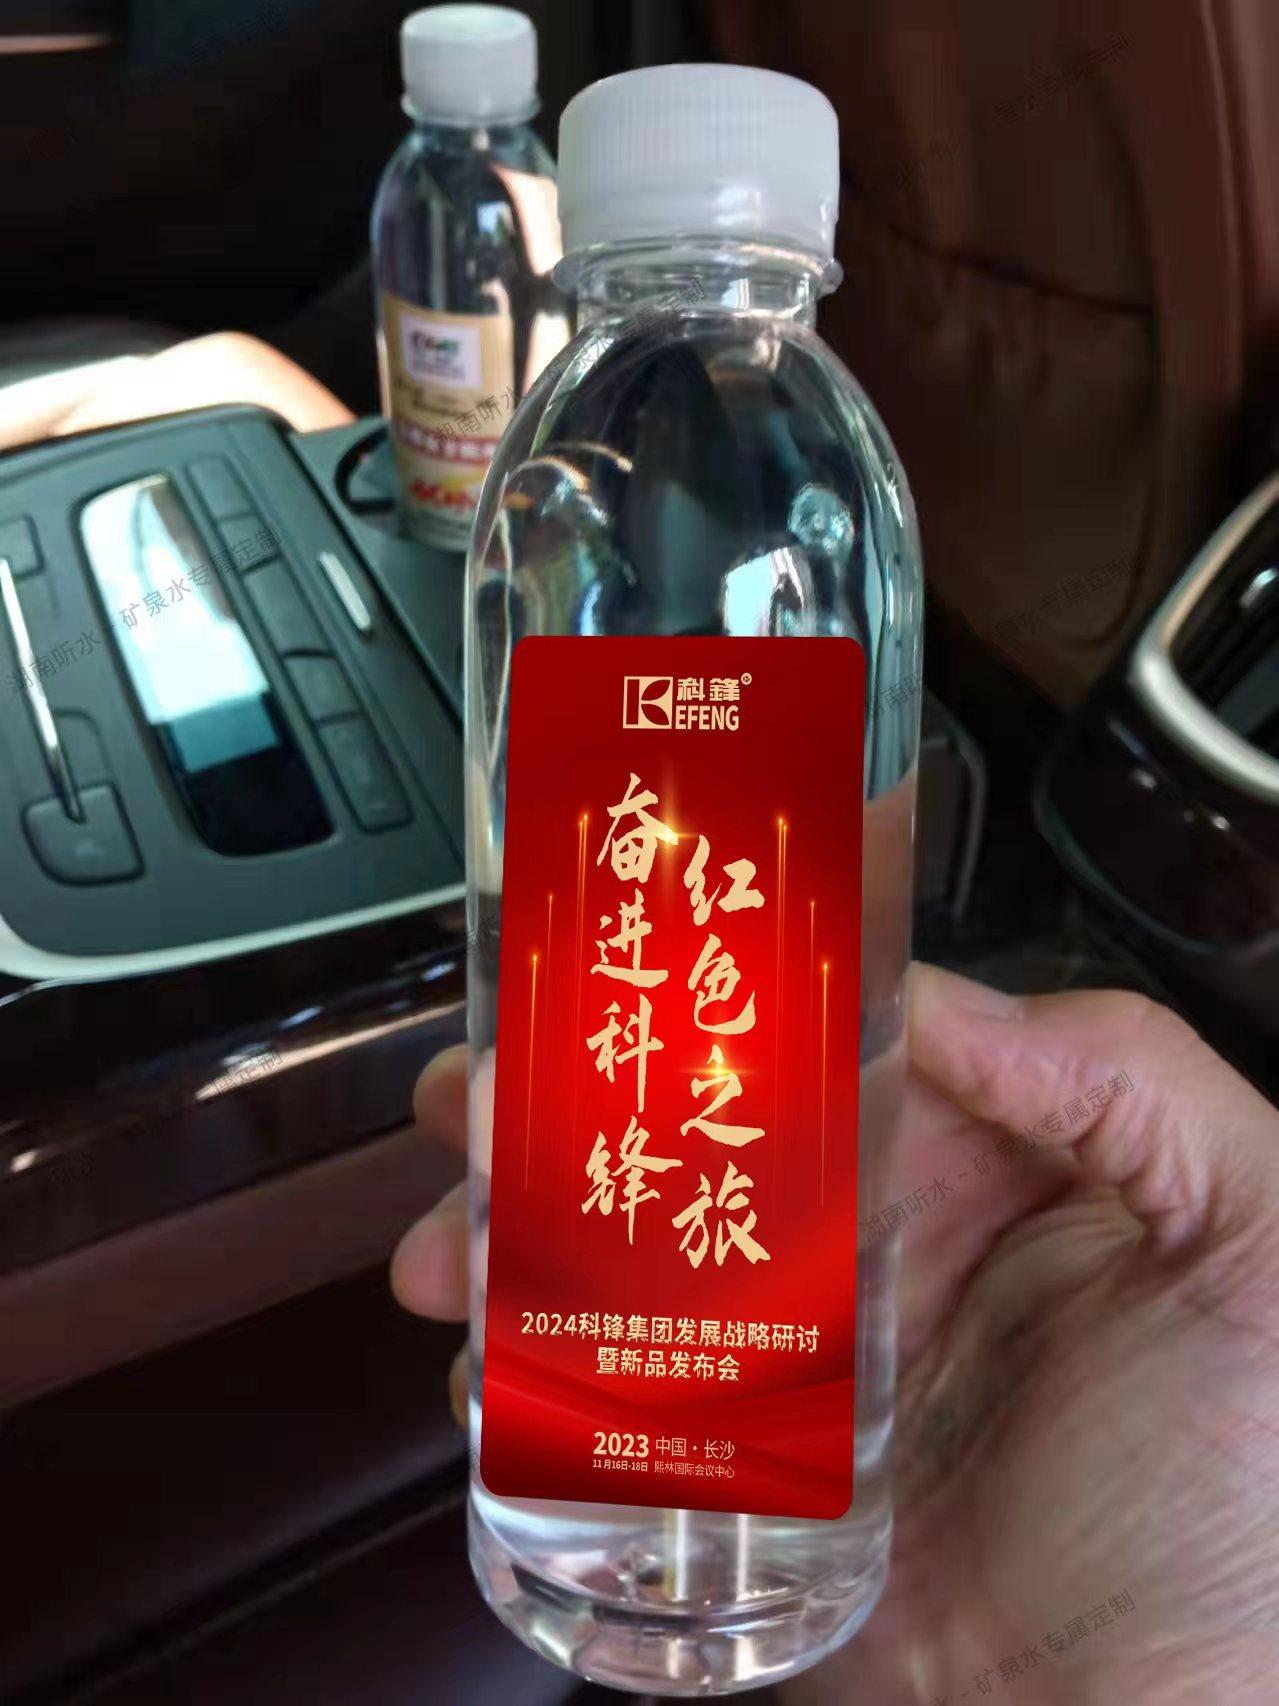 科鋒®
KEFENG
红色之旅
奋进科锋
2024科锋集团发展战略研讨
暨新品发布会
2023 中国·长沙
11月16日-18日 熙林国际会议中心
湖南听水 - 矿泉水专属定制